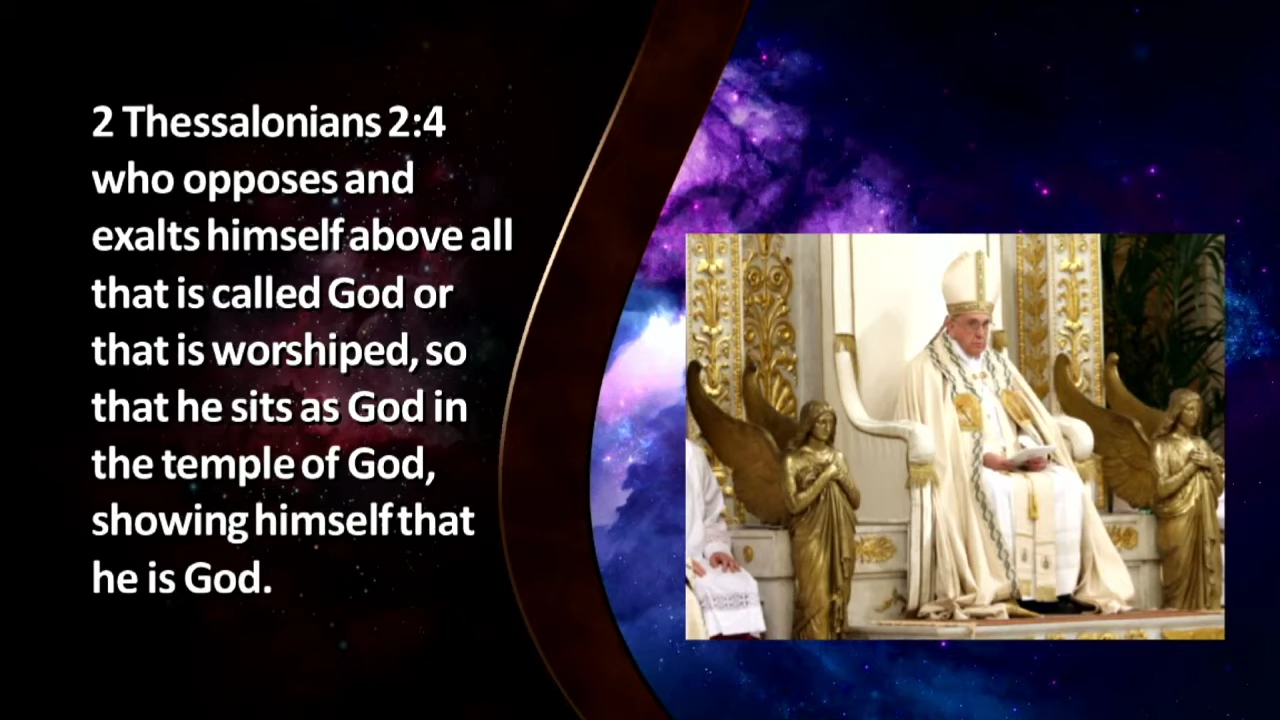 2 Thessalonians 2:4
who opposes and
exalts himself above all
that is called God or
that is worshiped, so
that he sits as God in
the temple of God,
showing himself that
he is God.